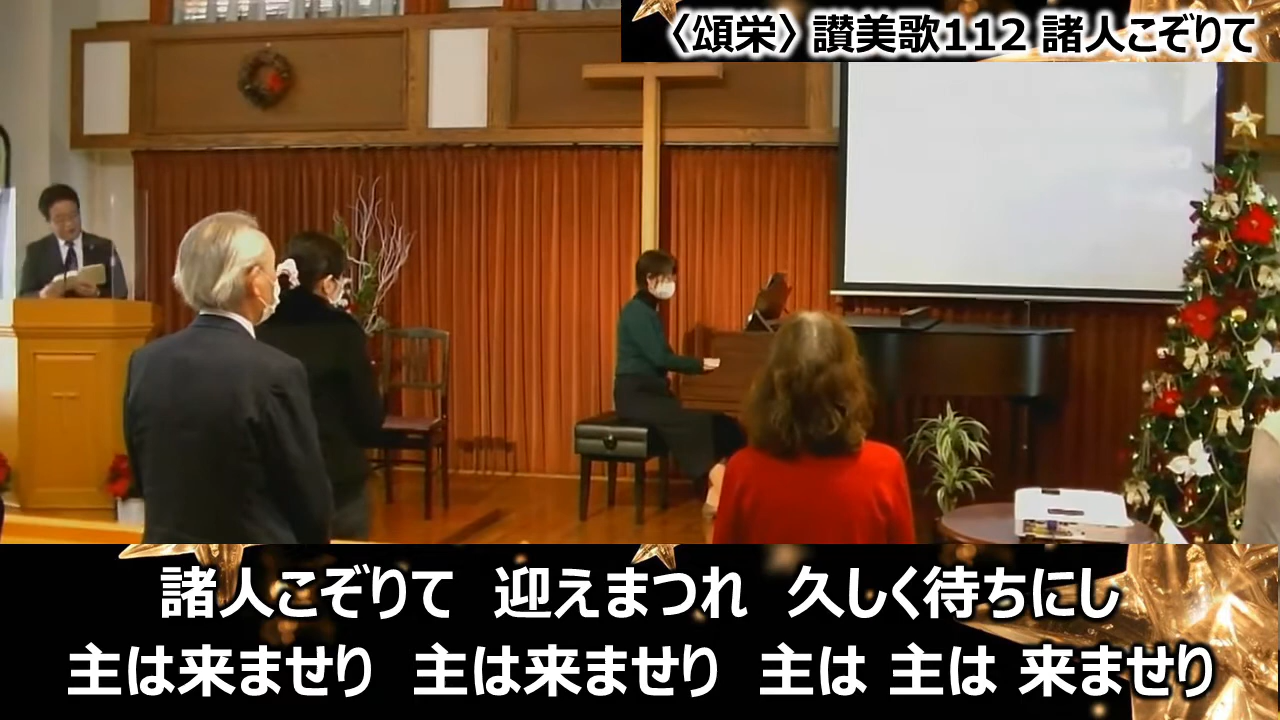 〈頌栄〉 讃美歌112 諸人こぞりて
諸人こぞりて 迎えまつれ 久しく待ちにし
主は来ませり 主は来ませり 主は 主は 来ませり